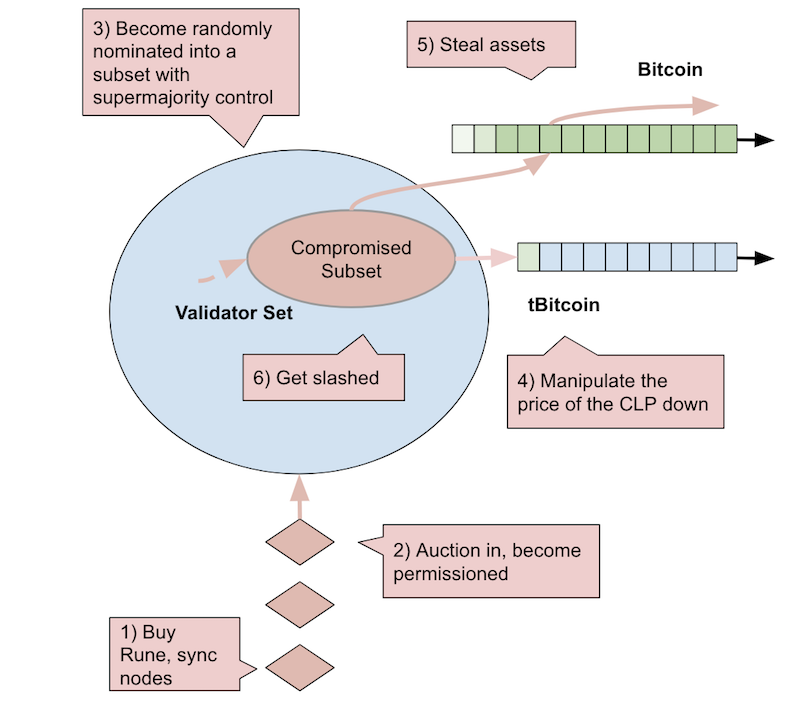 3) Become randomly
nominated into a
subset with
supermajority control
5) Steal assets
Bitcoin
Compromised
Subset
Validator Set
tBitcoin
6) Get slashed
4) Manipulate the
price of the CLP down
2) Auction in, become
permissioned
1) Buy
Rune, sync
nodes